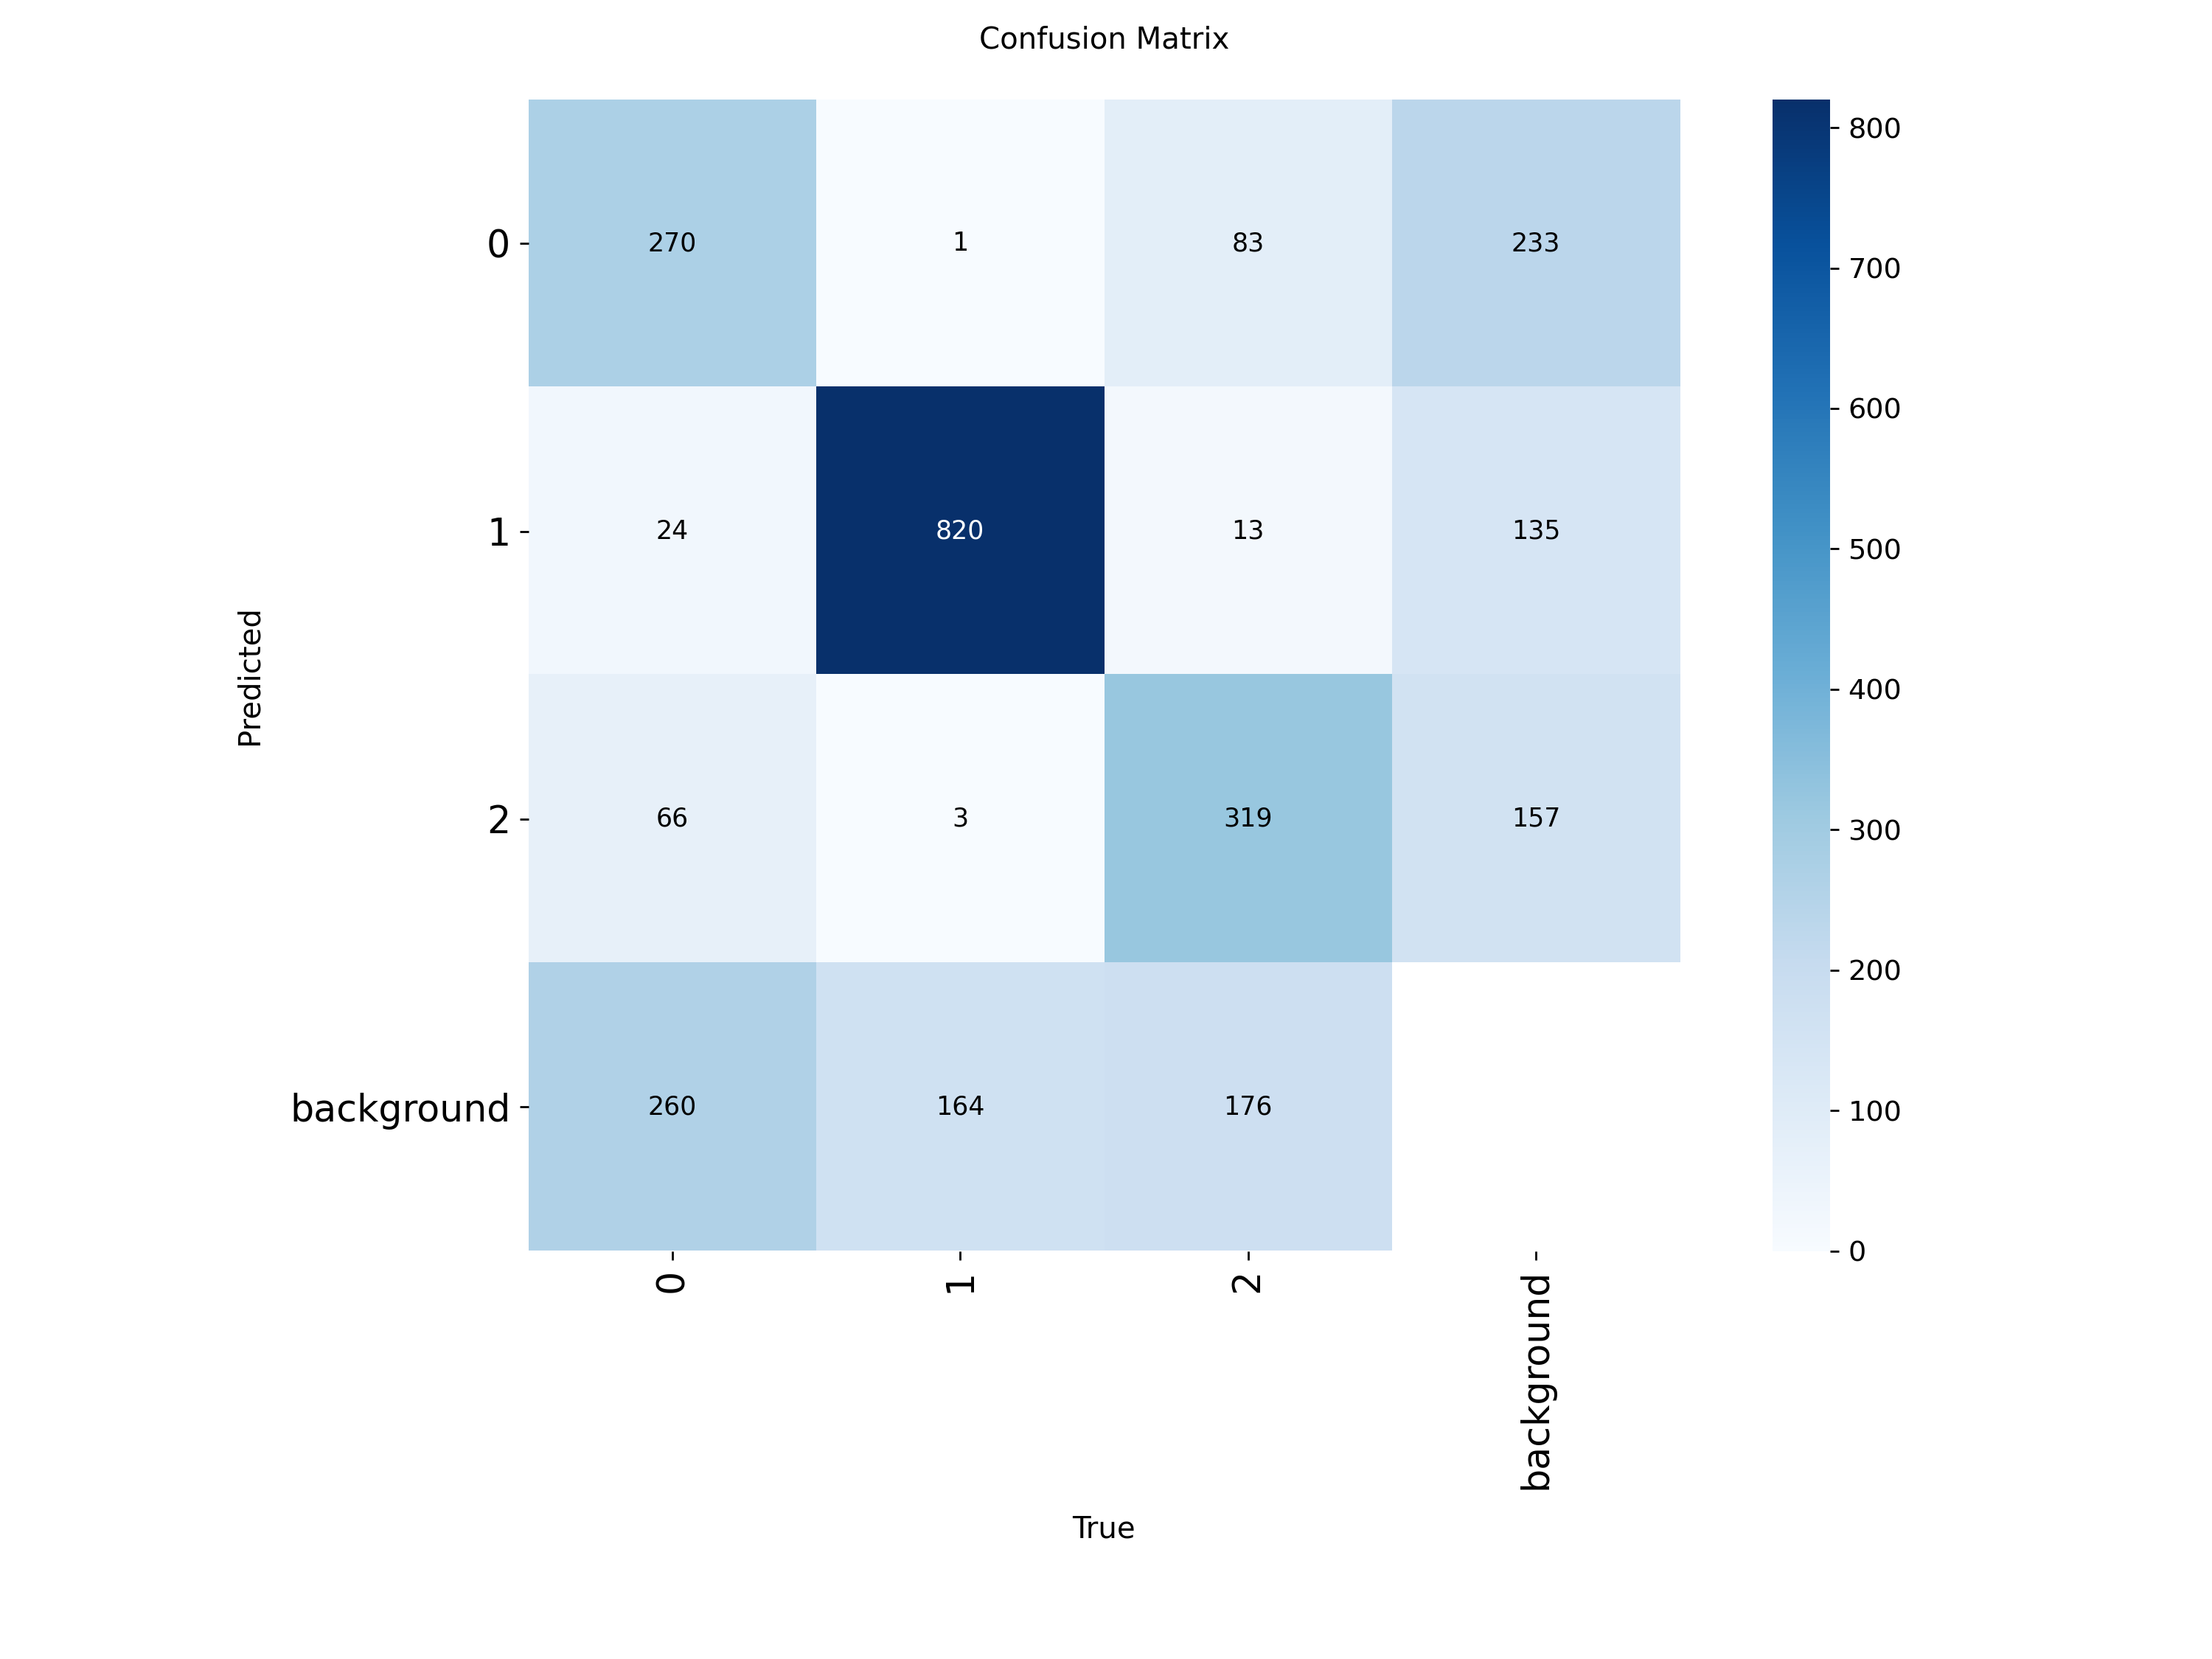 Confusion Matrix
0 270 1 83 233
1 24 820 13 135
2 66 3 319 157
background 260 164 176
0 1 2 background
Predicted
True
800
700
600
500
400
300
200
100
0